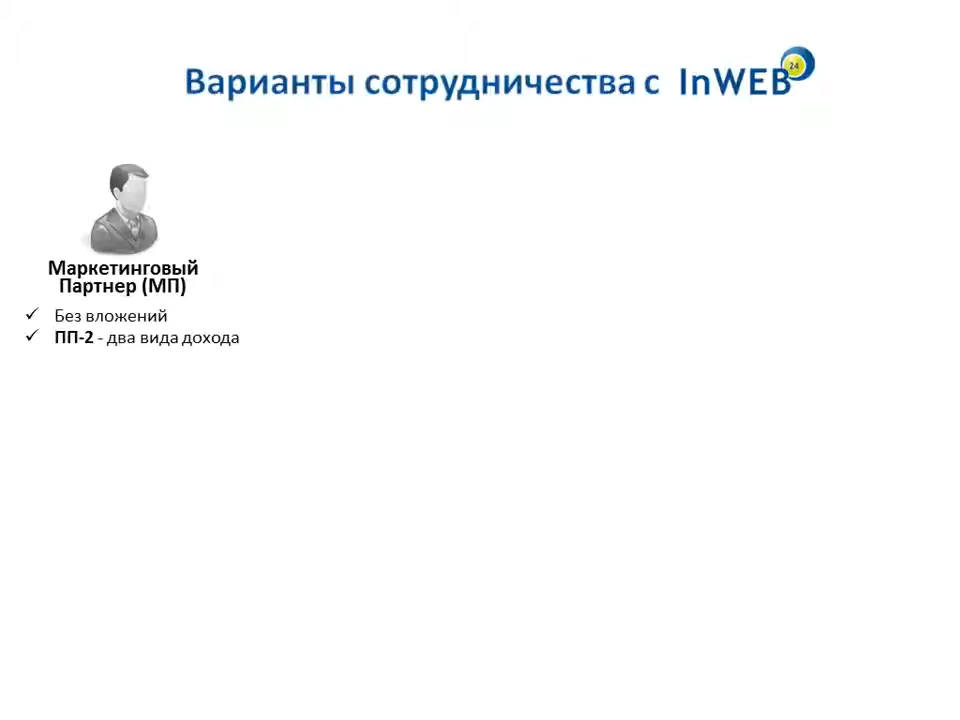 Варианты сотрудничества с InWEB 24
Маркетинговый
Партнер (МП)
✓ Без вложений
✓ ПП-2 - два вида дохода